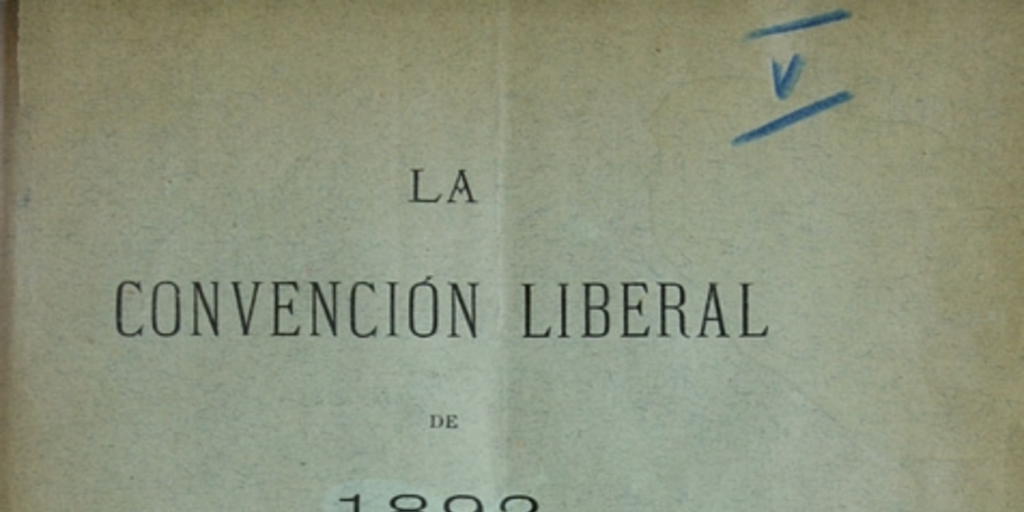 V
LA
CONVENCIÓN LIBERAL
DE